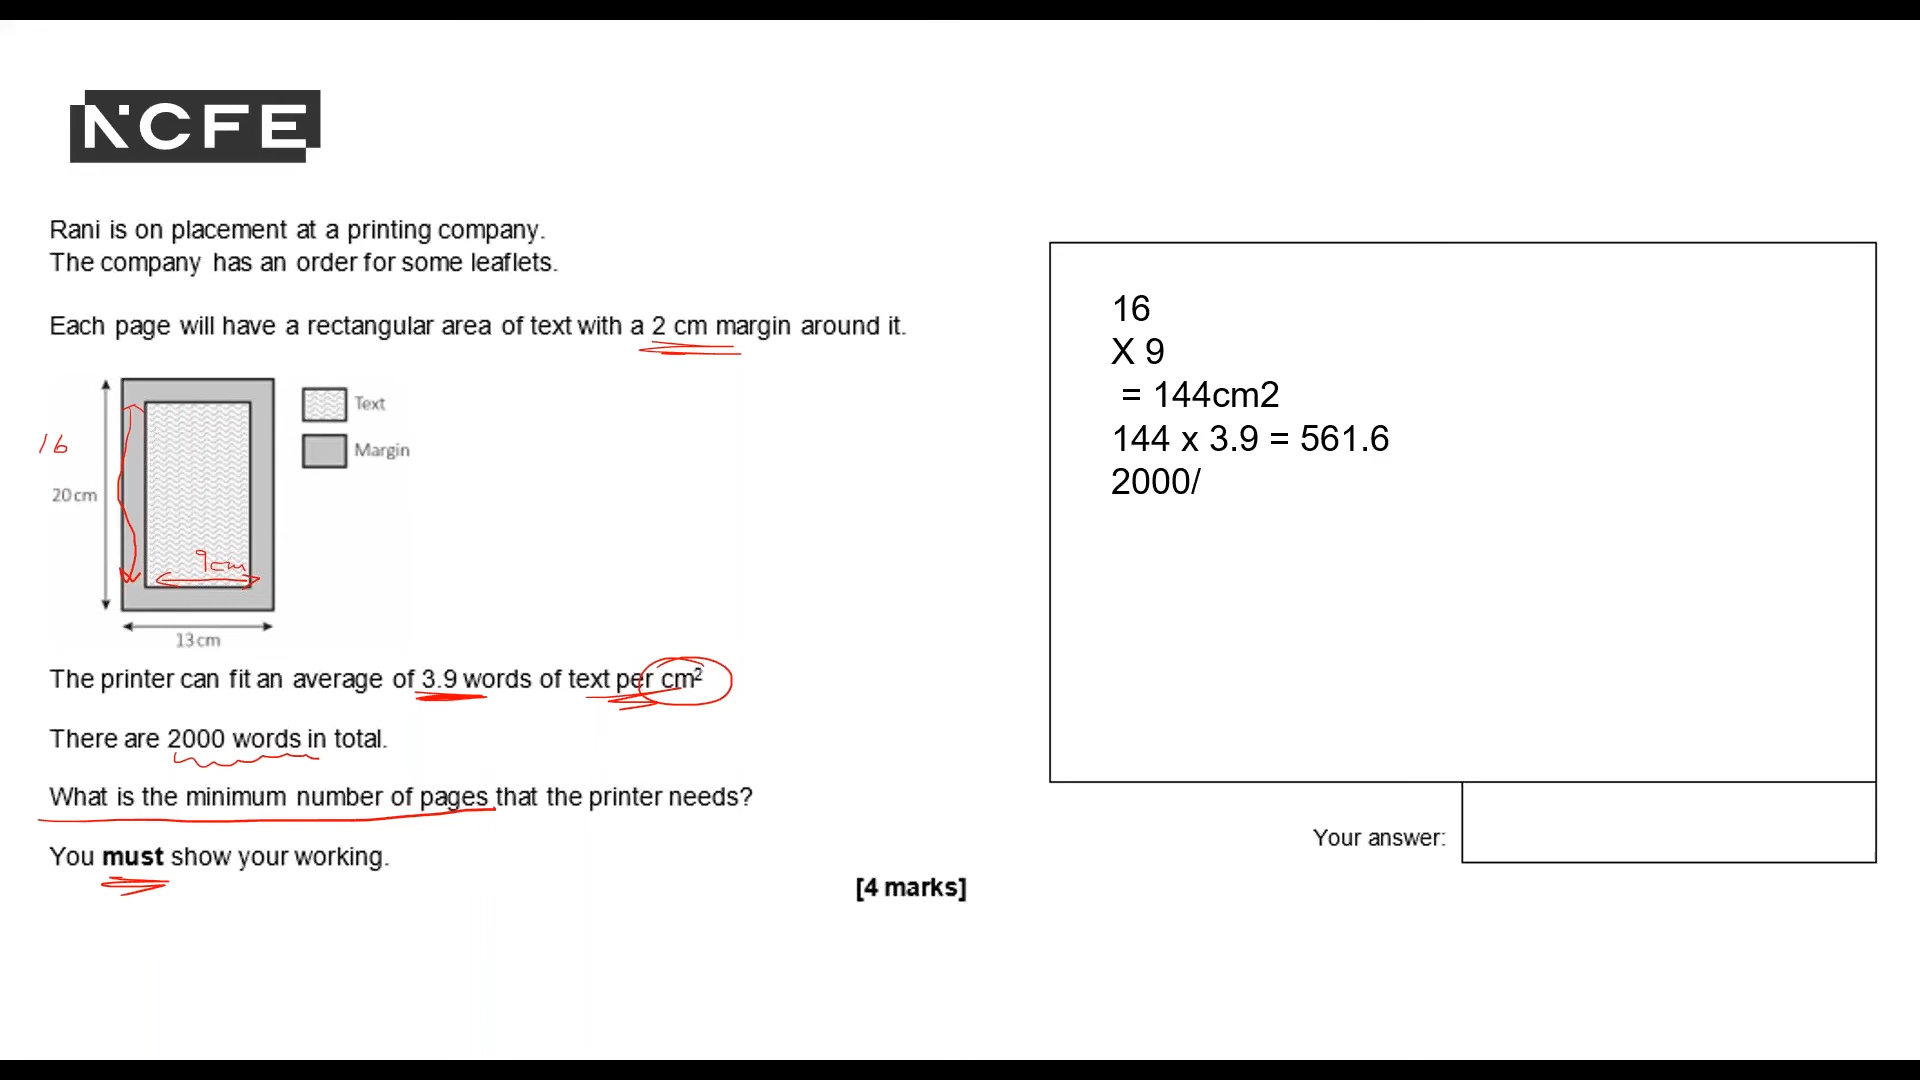 NCFE
Rani is on placement at a printing company.
The company has an order for some leaflets.
Each page will have a rectangular area of text with a 2 cm margin around it.
Text
Margin
16
20 cm
9cm
13 cm
The printer can fit an average of 3.9 words of text per cm²
There are 2000 words in total.
What is the minimum number of pages that the printer needs?
You must show your working.
[4 marks]
16
X 9
= 144cm2
144 x 3.9 = 561.6
2000/
Your answer: